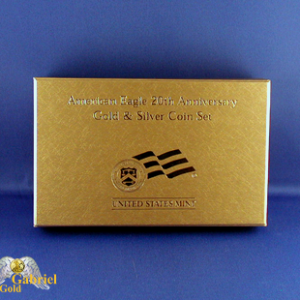 American Eagle 20th Anniversary
Gold & Silver Coin Set
UNITED STATES MINT
Gabriel
Gold